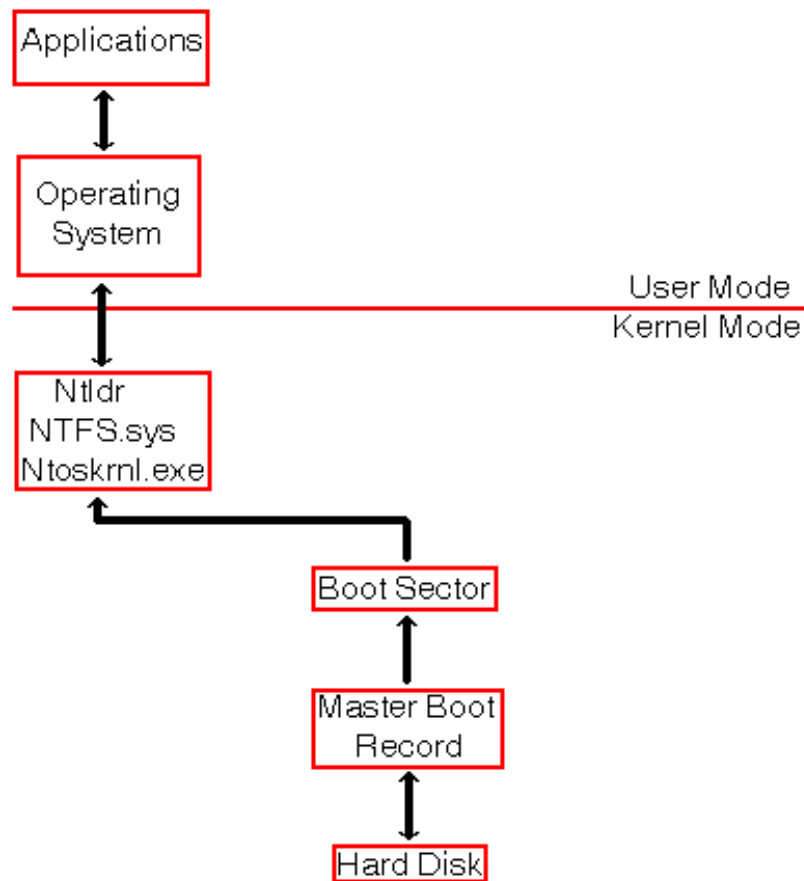 Applications
Operating
System
User Mode
Kernel Mode
Ntldr
NTFS.sys
Ntoskrnl.exe
Boot Sector
Master Boot
Record
Hard Disk